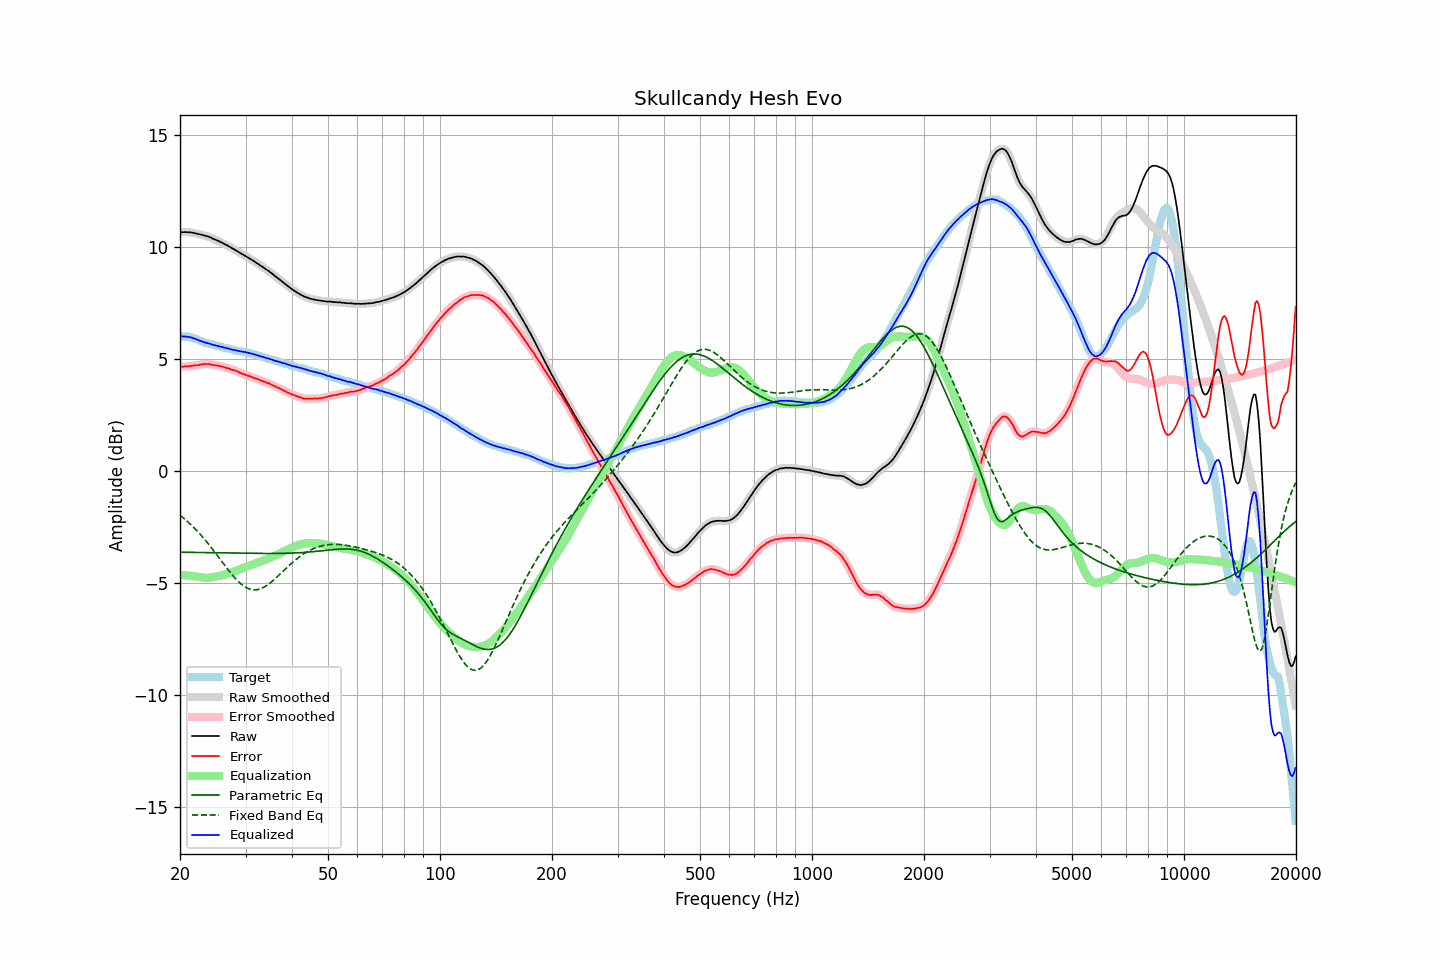 Skullcandy Hesh Evo
Amplitude (dBr)
15
10
5
0
−5
−10
−15
Target
Raw Smoothed
Error Smoothed
Raw
Error
Equalization
Parametric Eq
Fixed Band Eq
Equalized
20 50 100 200 500 1000 2000 5000 10000 20000
Frequency (Hz)